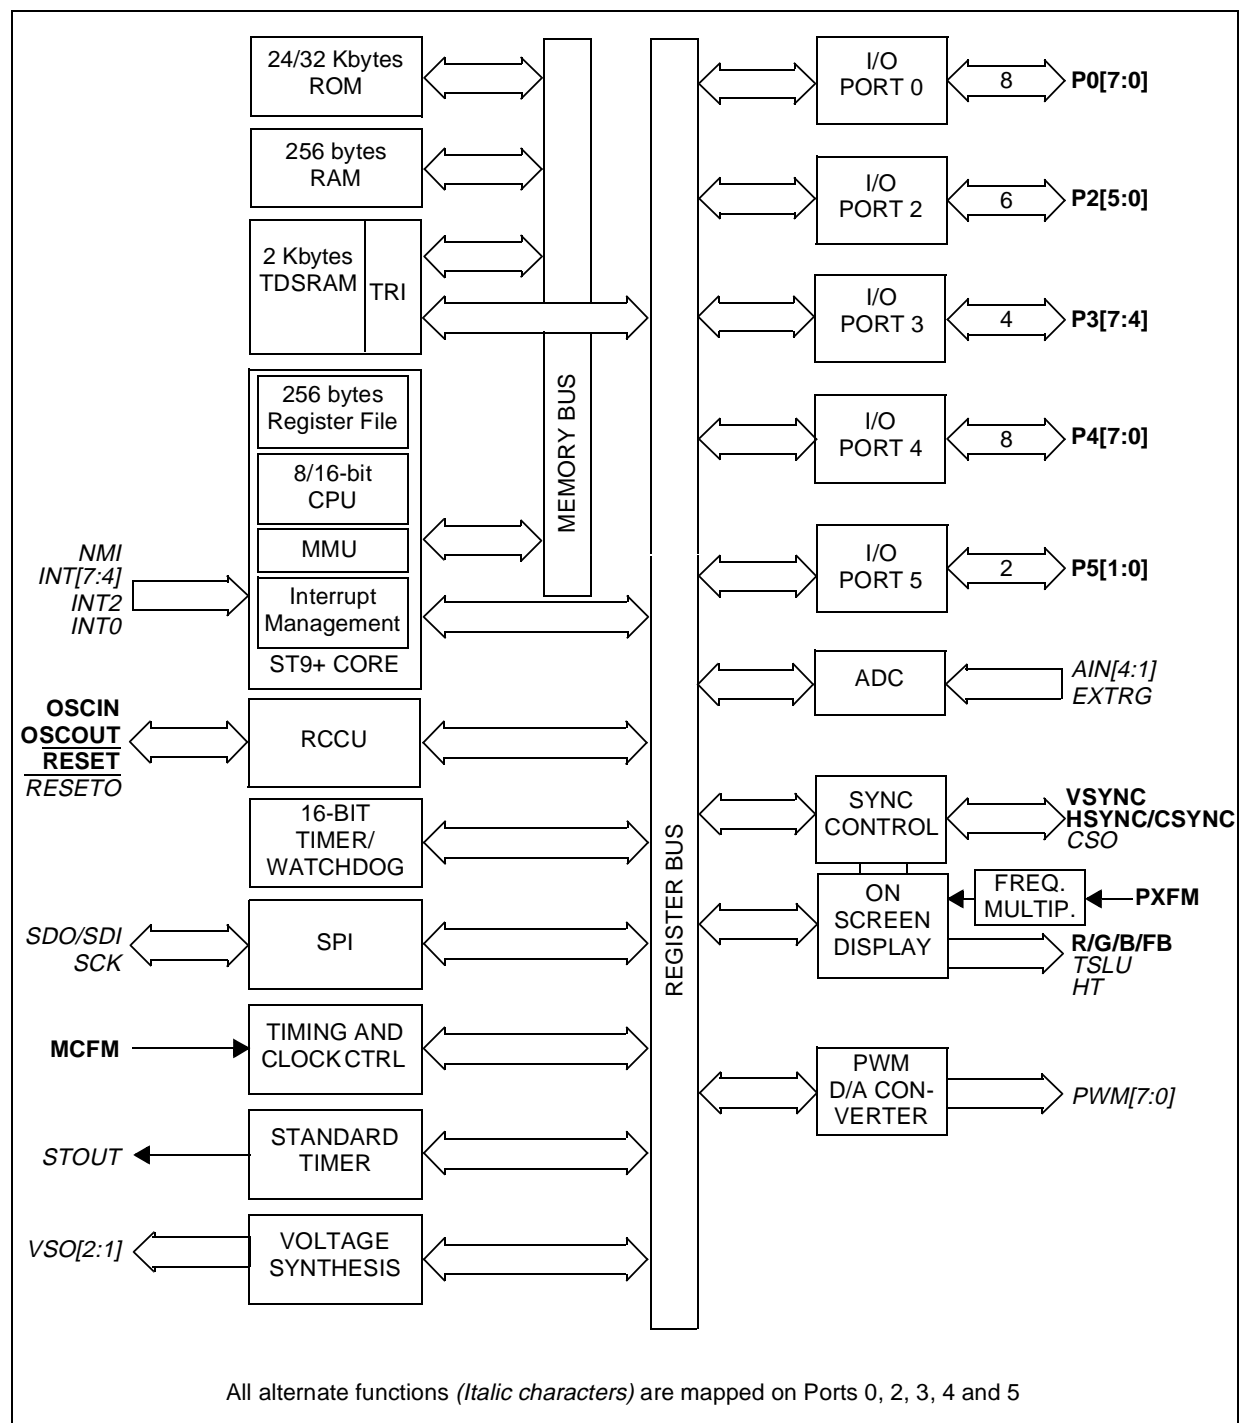 24/32 Kbytes
ROM
256 bytes
RAM
2 Kbytes
TDSRAM
TRI
256 bytes
Register File
8/16-bit
CPU
MMU
Interrupt
Management
ST9+ CORE
NMI
INT[7:4]
INT2
INT0
OSCIN
OSCOUT
RESET
RESETO
RCCU
16-BIT
TIMER/
WATCHDOG
SDO/SDI
SCK
SPI
MCFM
TIMING AND
CLOCK CTRL
STOUT
STANDARD
TIMER
VSO[2:1]
VOLTAGE
SYNTHESIS
MEMORY BUS
REGISTER BUS
I/O
PORT 0
8
P0[7:0]
I/O
PORT 2
6
P2[5:0]
I/O
PORT 3
4
P3[7:4]
I/O
PORT 4
8
P4[7:0]
I/O
PORT 5
2
P5[1:0]
ADC
AIN[4:1]
EXTRG
SYNC
CONTROL
VSYNC
HSYNC/CSYNC
CSO
ON
SCREEN
DISPLAY
FREQ.
MULTIP.
PXFM
R/G/B/FB
TSLU
HT
PWM
D/A CON-
VERTER
PWM[7:0]
All alternate functions (Italic characters) are mapped on Ports 0, 2, 3, 4 and 5